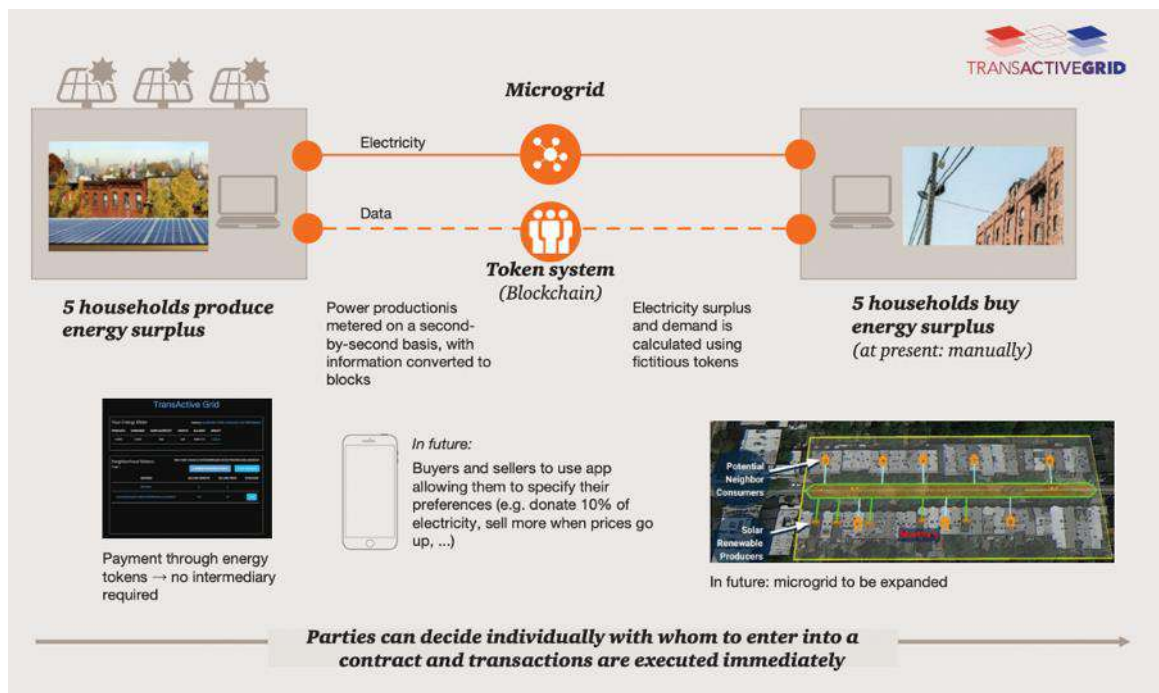 TRANSACTIVEGRID
Microgrid
Electricity
Data
Token system
(Blockchain)
5 households produce
energy surplus
Power productionis
metered on a second-
by-second basis, with
information converted to
blocks
Electricity surplus
and demand is
calculated using
fictitious tokens
5 households buy
energy surplus
(at present: manually)
TransActive Grid
Payment through energy
tokens → no intermediary
required
In future:
Buyers and sellers to use app
allowing them to specify their
preferences (e.g. donate 10% of
electricity, sell more when prices go
up, ...)
Potential
Neighbor
Consumers
Solar
Renewable
Producers
In future: microgrid to be expanded
Parties can decide individually with whom to enter into a
contract and transactions are executed immediately